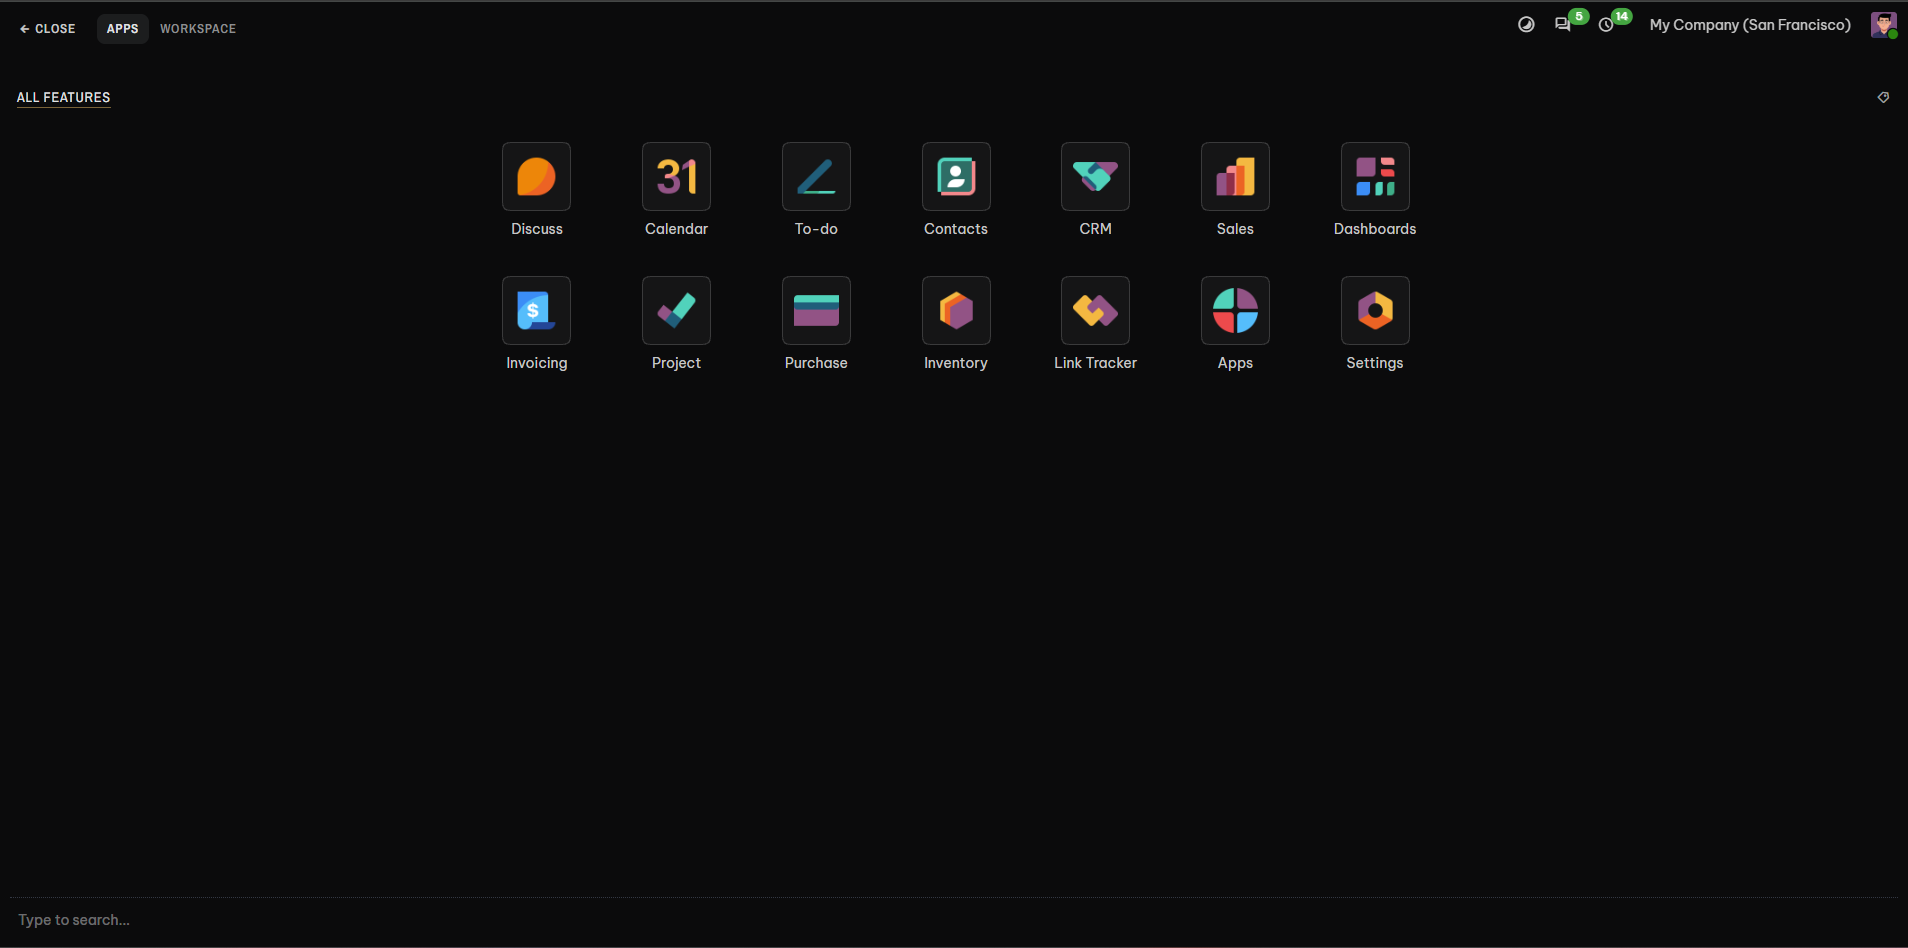 CLOSE APPS WORKSPACE 5 14 My Company (San Francisco)
ALL FEATURES
31
Discuss Calendar To-do Contacts CRM Sales Dashboards
$
Invoicing Project Purchase Inventory Link Tracker Apps Settings
Type to search...